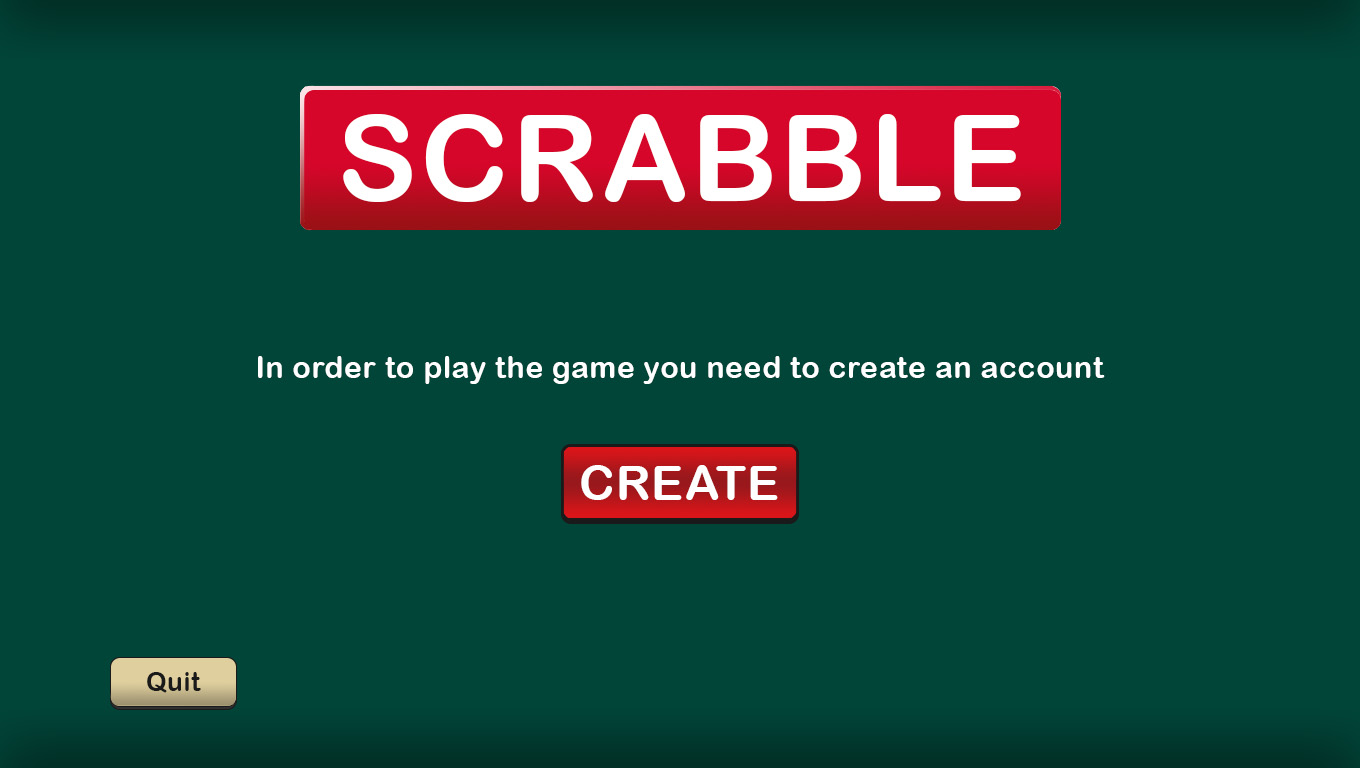 SCRABBLE
In order to play the game you need to create an account
CREATE
Quit